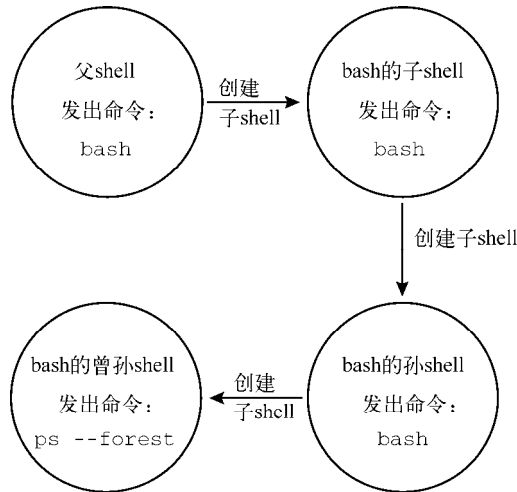 父shell
发出命令：
bash
创建
子shell
bash的子shell
发出命令：
bash
创建子shell
bash的孙shell
发出命令：
bash
创建
子shell
bash的曾孙shell
发出命令：
ps --forest